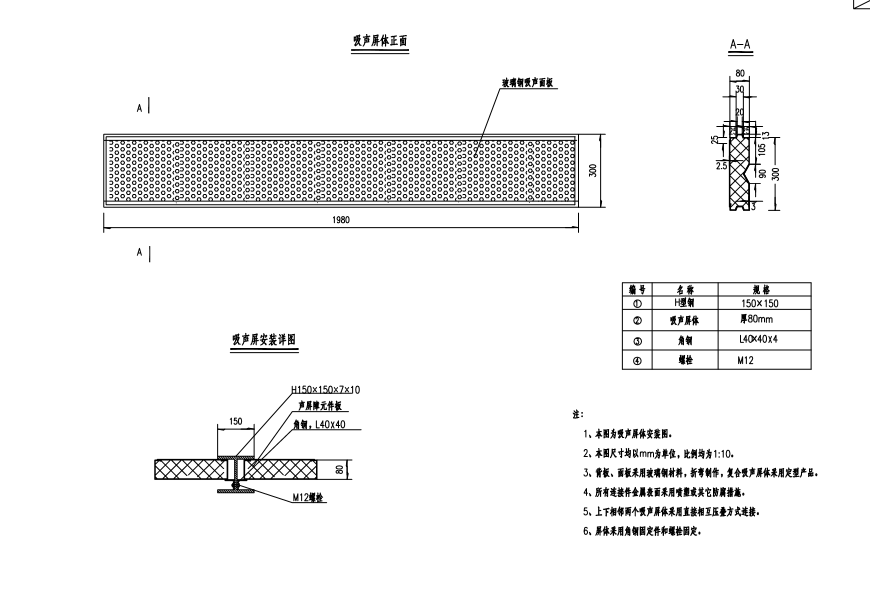 吸声屏体正面
A-A
80
30
20
玻璃钢吸声面板
A
25
13
105
2.5
90
300
3
300
1980
A
编号 名称 规格
① H型钢 150×150
② 吸声屏体 厚80mm
③ 角钢 L40×40x4
④ 螺栓 M12
吸声屏安装详图
H150×150×7×10
声屏障元件板
150
角钢，L40X40
80
M12螺栓
注：
1、本图为吸声屏体安装图。
2、本图尺寸均以mm为单位，比例均为1:10。
3、背板、面板采用玻璃钢材料，折弯制作，复合吸声屏体采用定型产品。
4、所有连接件金属表面采用喷塑或其它防腐措施。
5、上下相邻两个吸声屏体采用直接相互压叠方式连接。
6、屏体采用角钢固定件和螺栓固定。